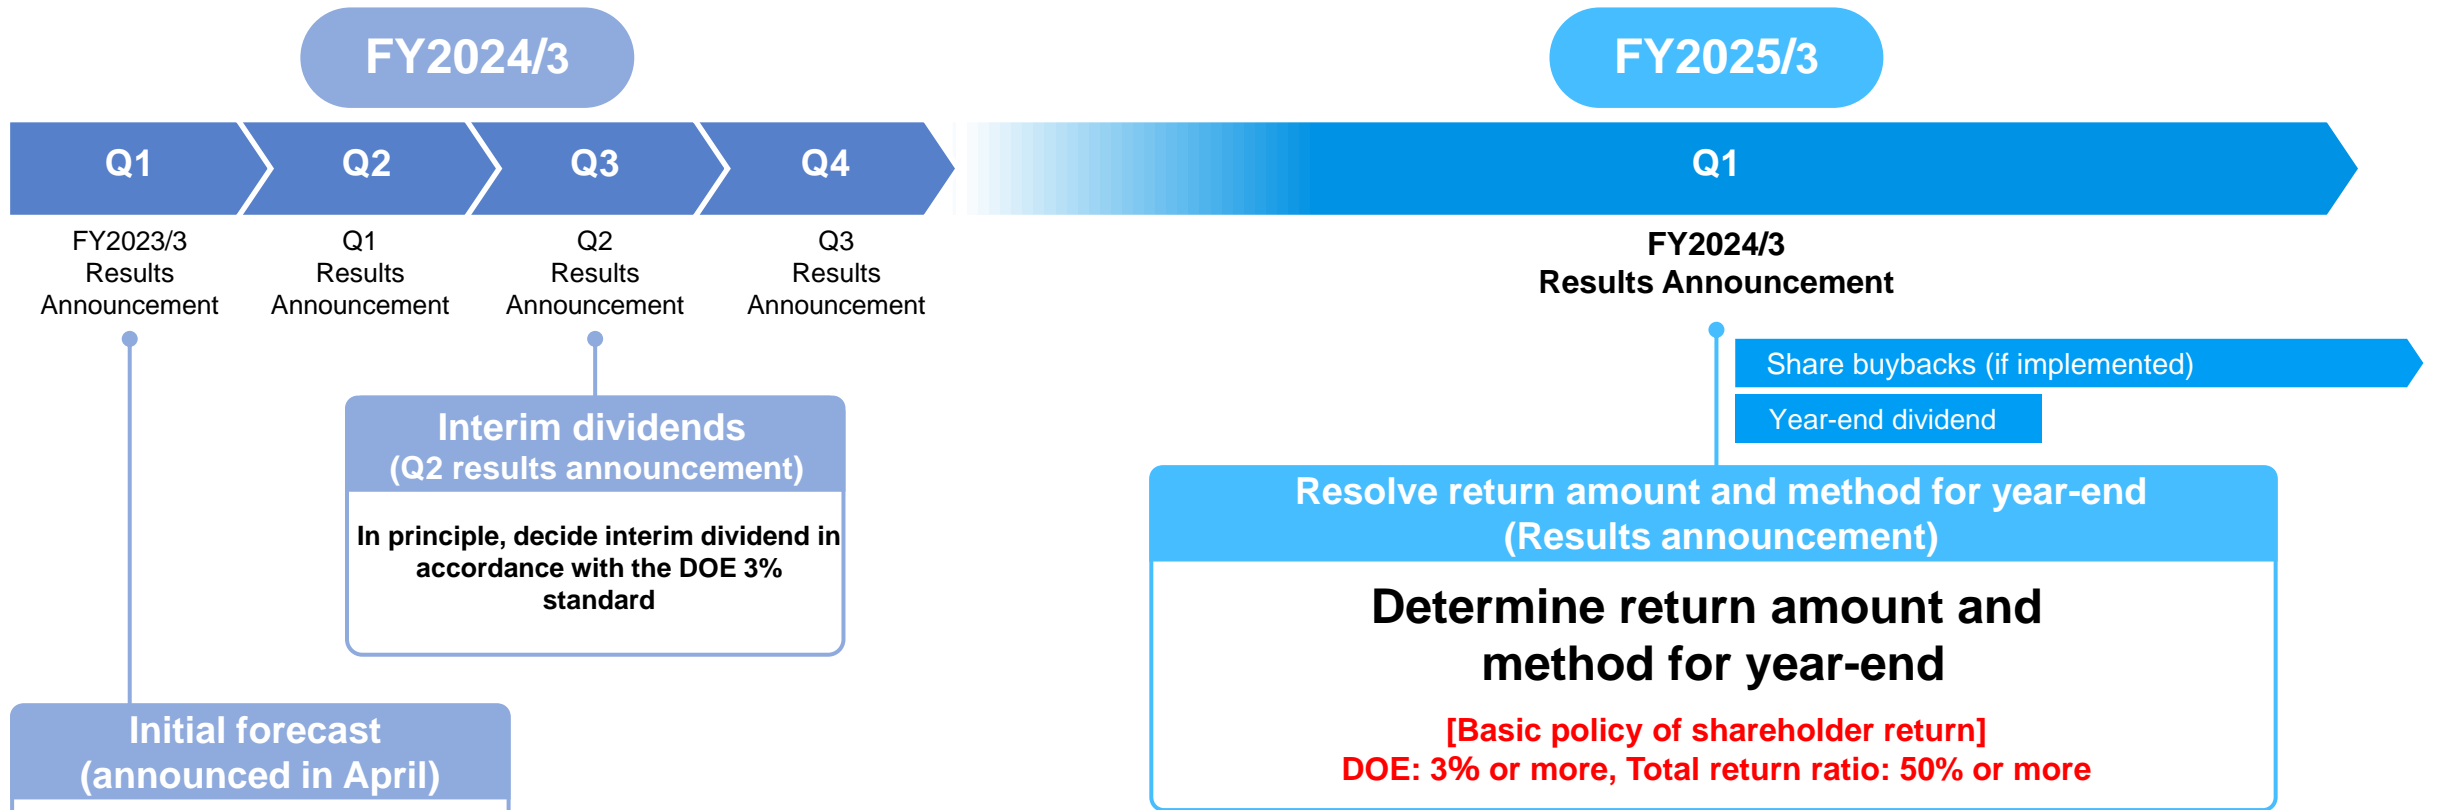 FY2024/3
FY2025/3
Q1
Q2
Q3
Q4
Q1
FY2023/3
Results
Announcement
Q1
Results
Announcement
Q2
Results
Announcement
Q3
Results
Announcement
FY2024/3
Results Announcement
Share buybacks (if implemented)
Year-end dividend
Interim dividends
(Q2 results announcement)
In principle, decide interim dividend in
accordance with the DOE 3%
standard
Resolve return amount and method for year-end
(Results announcement)
Determine return amount and
method for year-end
[Basic policy of shareholder return]
DOE: 3% or more, Total return ratio: 50% or more
Initial forecast
(announced in April)